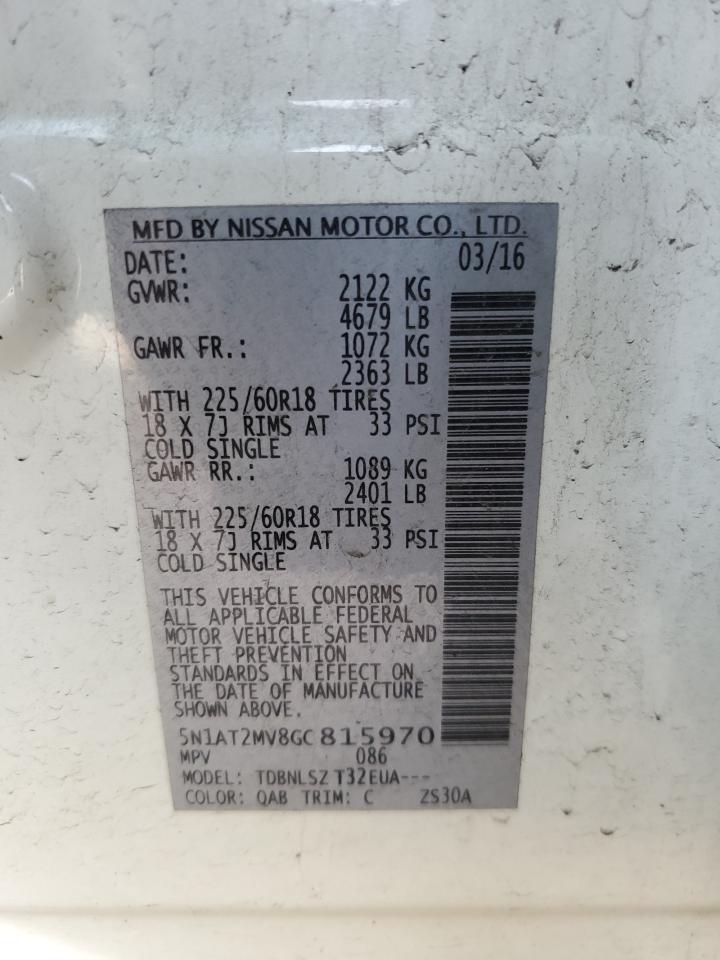 MFD BY NISSAN MOTOR CO., LTD.
DATE: 03/16
GVWR: 2122 KG
4679 LB
GAWR FR.: 1072 KG
2363 LB
WITH 225/60R18 TIRES
18 X 7J RIMS AT 33 PSI
COLD SINGLE
GAWR RR.: 1089 KG
2401 LB
WITH 225/60R18 TIRES
18 X 7J RIMS AT 33 PSI
COLD SINGLE
THIS VEHICLE CONFORMS TO
ALL APPLICABLE FEDERAL
MOTOR VEHICLE SAFETY AND
THEFT PREVENTION
STANDARDS IN EFFECT ON
THE DATE OF MANUFACTURE
SHOWN ABOVE.
5N1AT2MV8GC815970
MPV 086
MODEL: TDBNLSZ T32EUA---
COLOR: QAB TRIM: C ZS30A